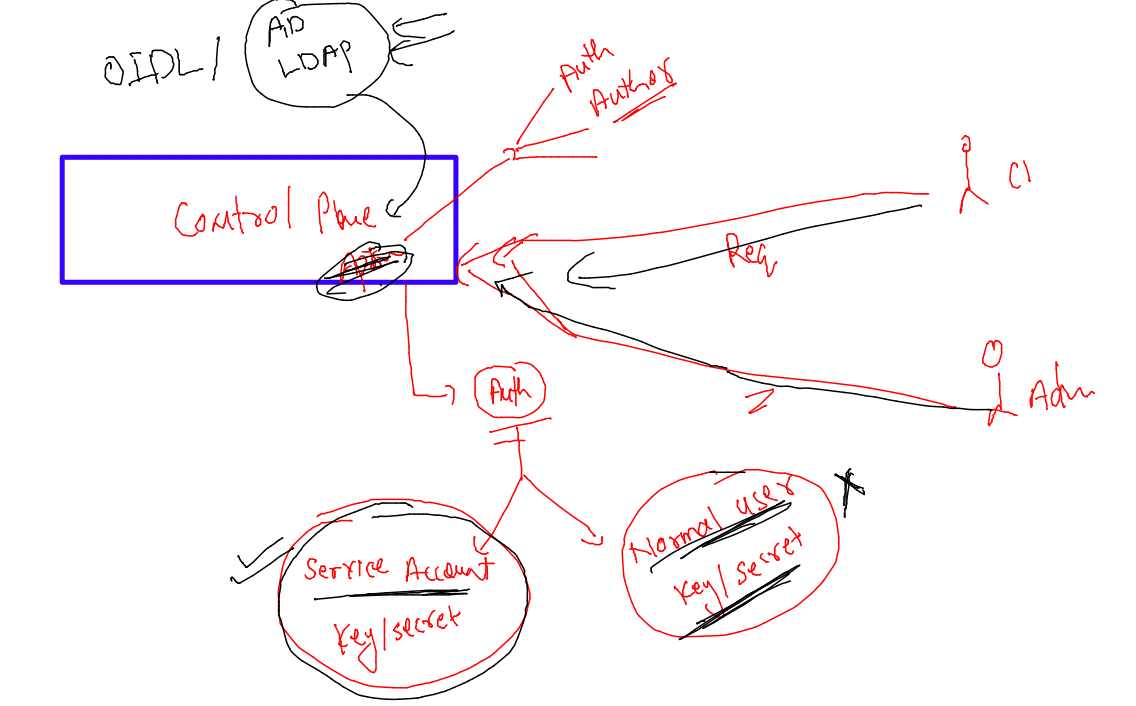 AD
OIDL/
LDAP
Auth
Author
Control Plane
API
C1
Req
Adm
Auth
Service Account
Key/secret
Normal user
Key/secret